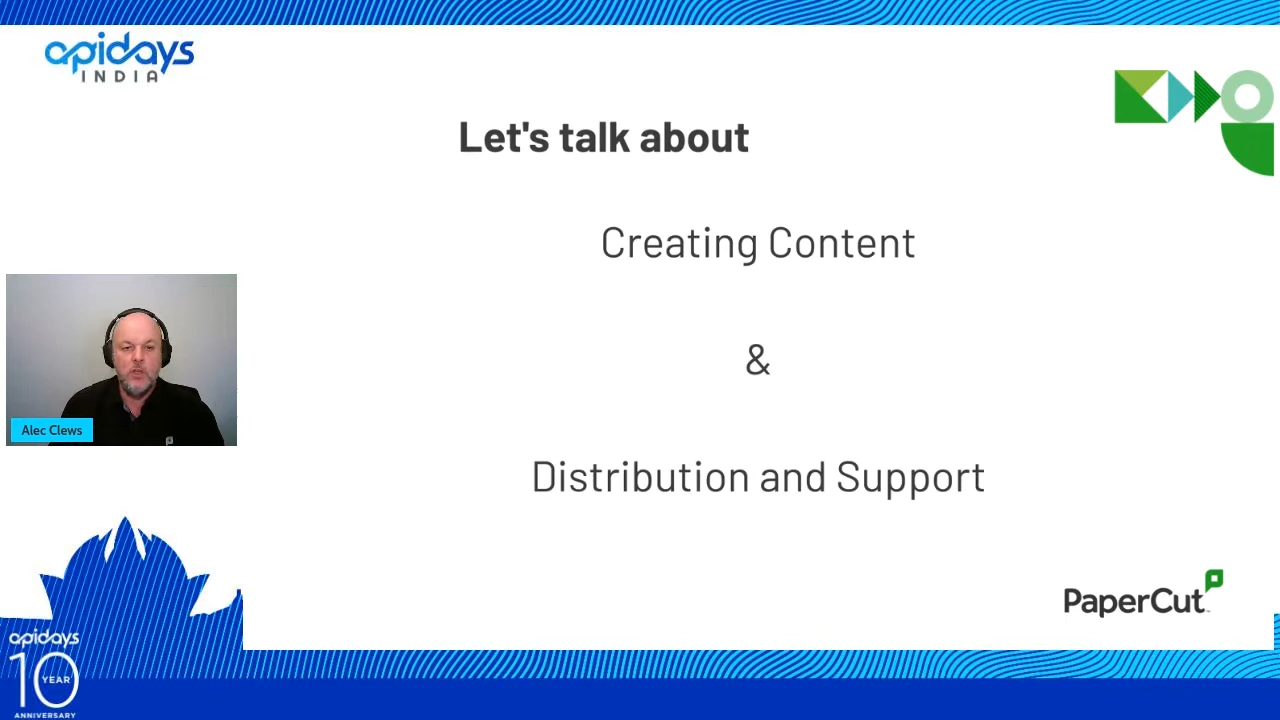 apidays
INDIA
Let's talk about
Creating Content
&
Distribution and Support
Alec Clews
PaperCut
apidays
10
YEAR
ANNIVERSARY